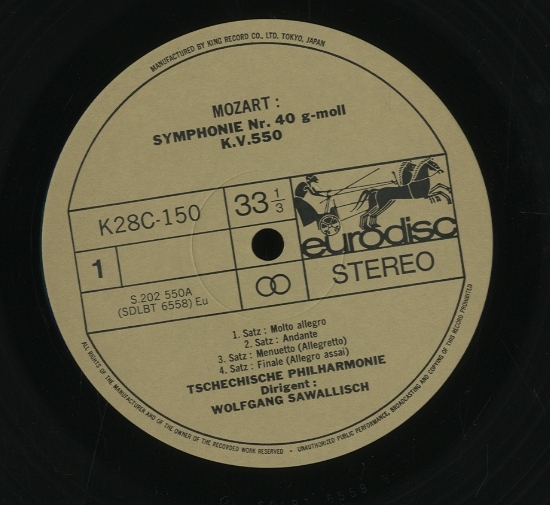 MANUFACTURED BY KING RECORD CO., LTD. TOKYO, JAPAN
MOZART :
SYMPHONIE Nr. 40 g-moll
K.V.550
K28C-150
33 1/3
eurodisc
1
STEREO
S.202 550A
(SDLBT 6558) Eu
1. Satz : Molto allegro
2. Satz : Andante
3. Satz : Menuetto (Allegretto)
4. Satz : Finale (Allegro assai)
TSCHECHISCHE PHILHARMONIE
Dirigent :
WOLFGANG SAWALLISCH
ALL RIGHTS OF THE MANUFACTURER AND OF THE OWNER OF THE RECORDED WORK RESERVED • UNAUTHORIZED PUBLIC PERFORMANCE, BROADCASTING AND COPYING OF THIS RECORD PROHIBITED